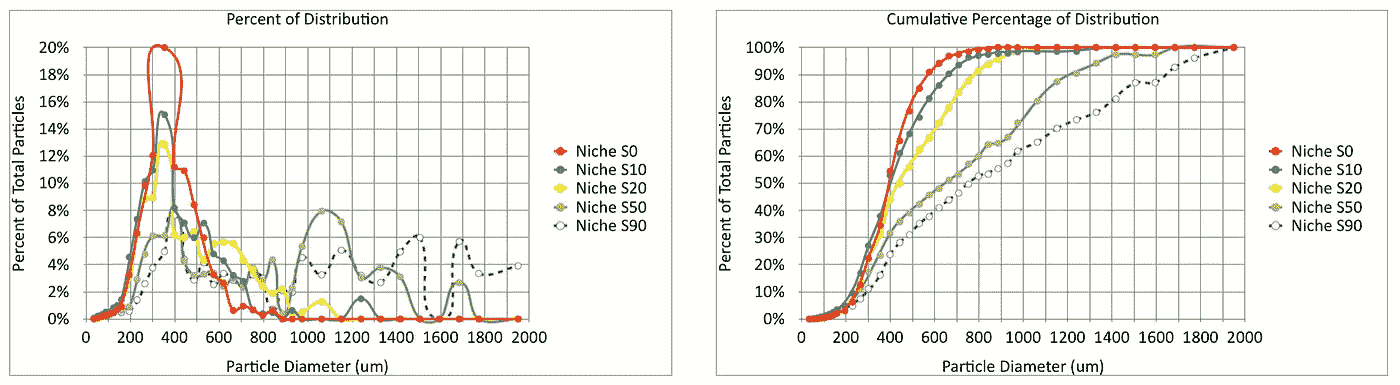 Percent of Distribution
20%
18%
16%
14%
12%
10%
8%
6%
4%
2%
0%
Percent of Total Particles
0 200 400 600 800 1000 1200 1400 1600 1800 2000
Particle Diameter (um)
Niche S0
Niche S10
Niche S20
Niche S50
Niche S90
Cumulative Percentage of Distribution
100%
90%
80%
70%
60%
50%
40%
30%
20%
10%
0%
Percent of Total Particles
0 200 400 600 800 1000 1200 1400 1600 1800 2000
Particle Diameter (um)
Niche S0
Niche S10
Niche S20
Niche S50
Niche S90